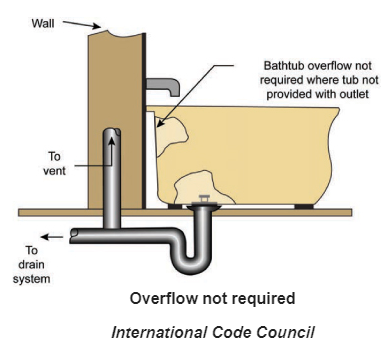 Wall
Bathtub overflow not
required where tub not
provided with outlet
To
vent
To
drain
system
Overflow not required
International Code Council